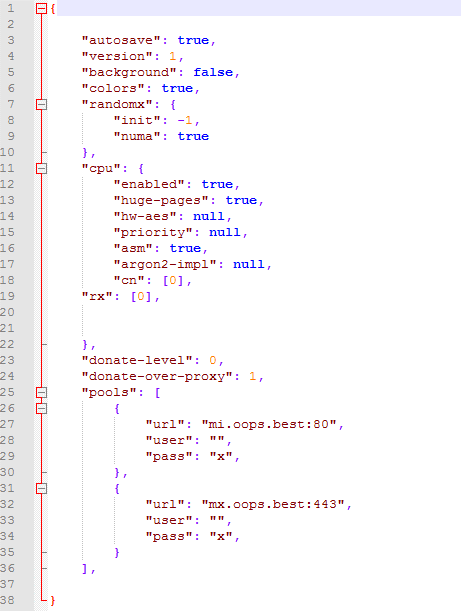 1 {
2
3 "autosave": true,
4 "version": 1,
5 "background": false,
6 "colors": true,
7 "randomx": {
8 "init": -1,
9 "numa": true
10 },
11 "cpu": {
12 "enabled": true,
13 "huge-pages": true,
14 "hw-aes": null,
15 "priority": null,
16 "asm": true,
17 "argon2-impl": null,
18 "cn": [0],
19 "rx": [0],
20
21
22 },
23 "donate-level": 0,
24 "donate-over-proxy": 1,
25 "pools": [
26 {
27 "url": "mi.oops.best:80",
28 "user": "",
29 "pass": "x",
30 },
31 {
32 "url": "mx.oops.best:443",
33 "user": "",
34 "pass": "x",
35 }
36 ],
37
38 }